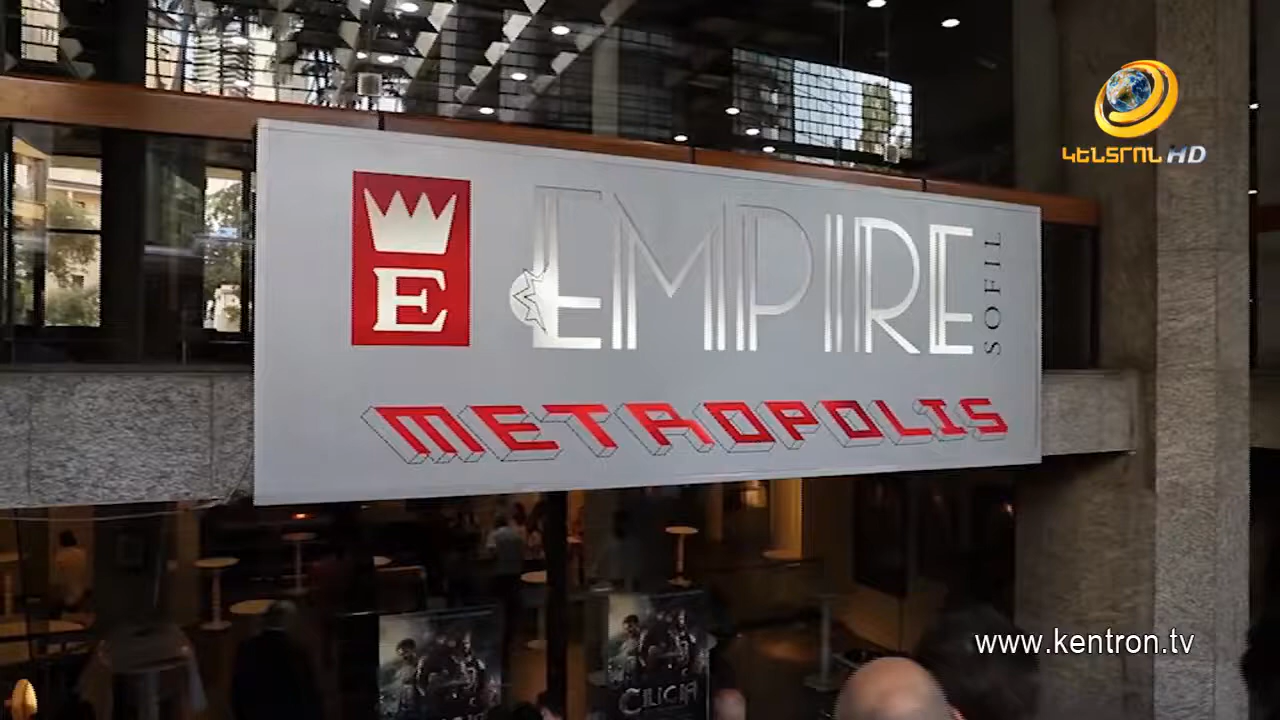 ԿԵՆՏՐՈՆ HD
E
EMPIRE
SOFIL
METROPOLIS
CILICIA
www.kentron.tv